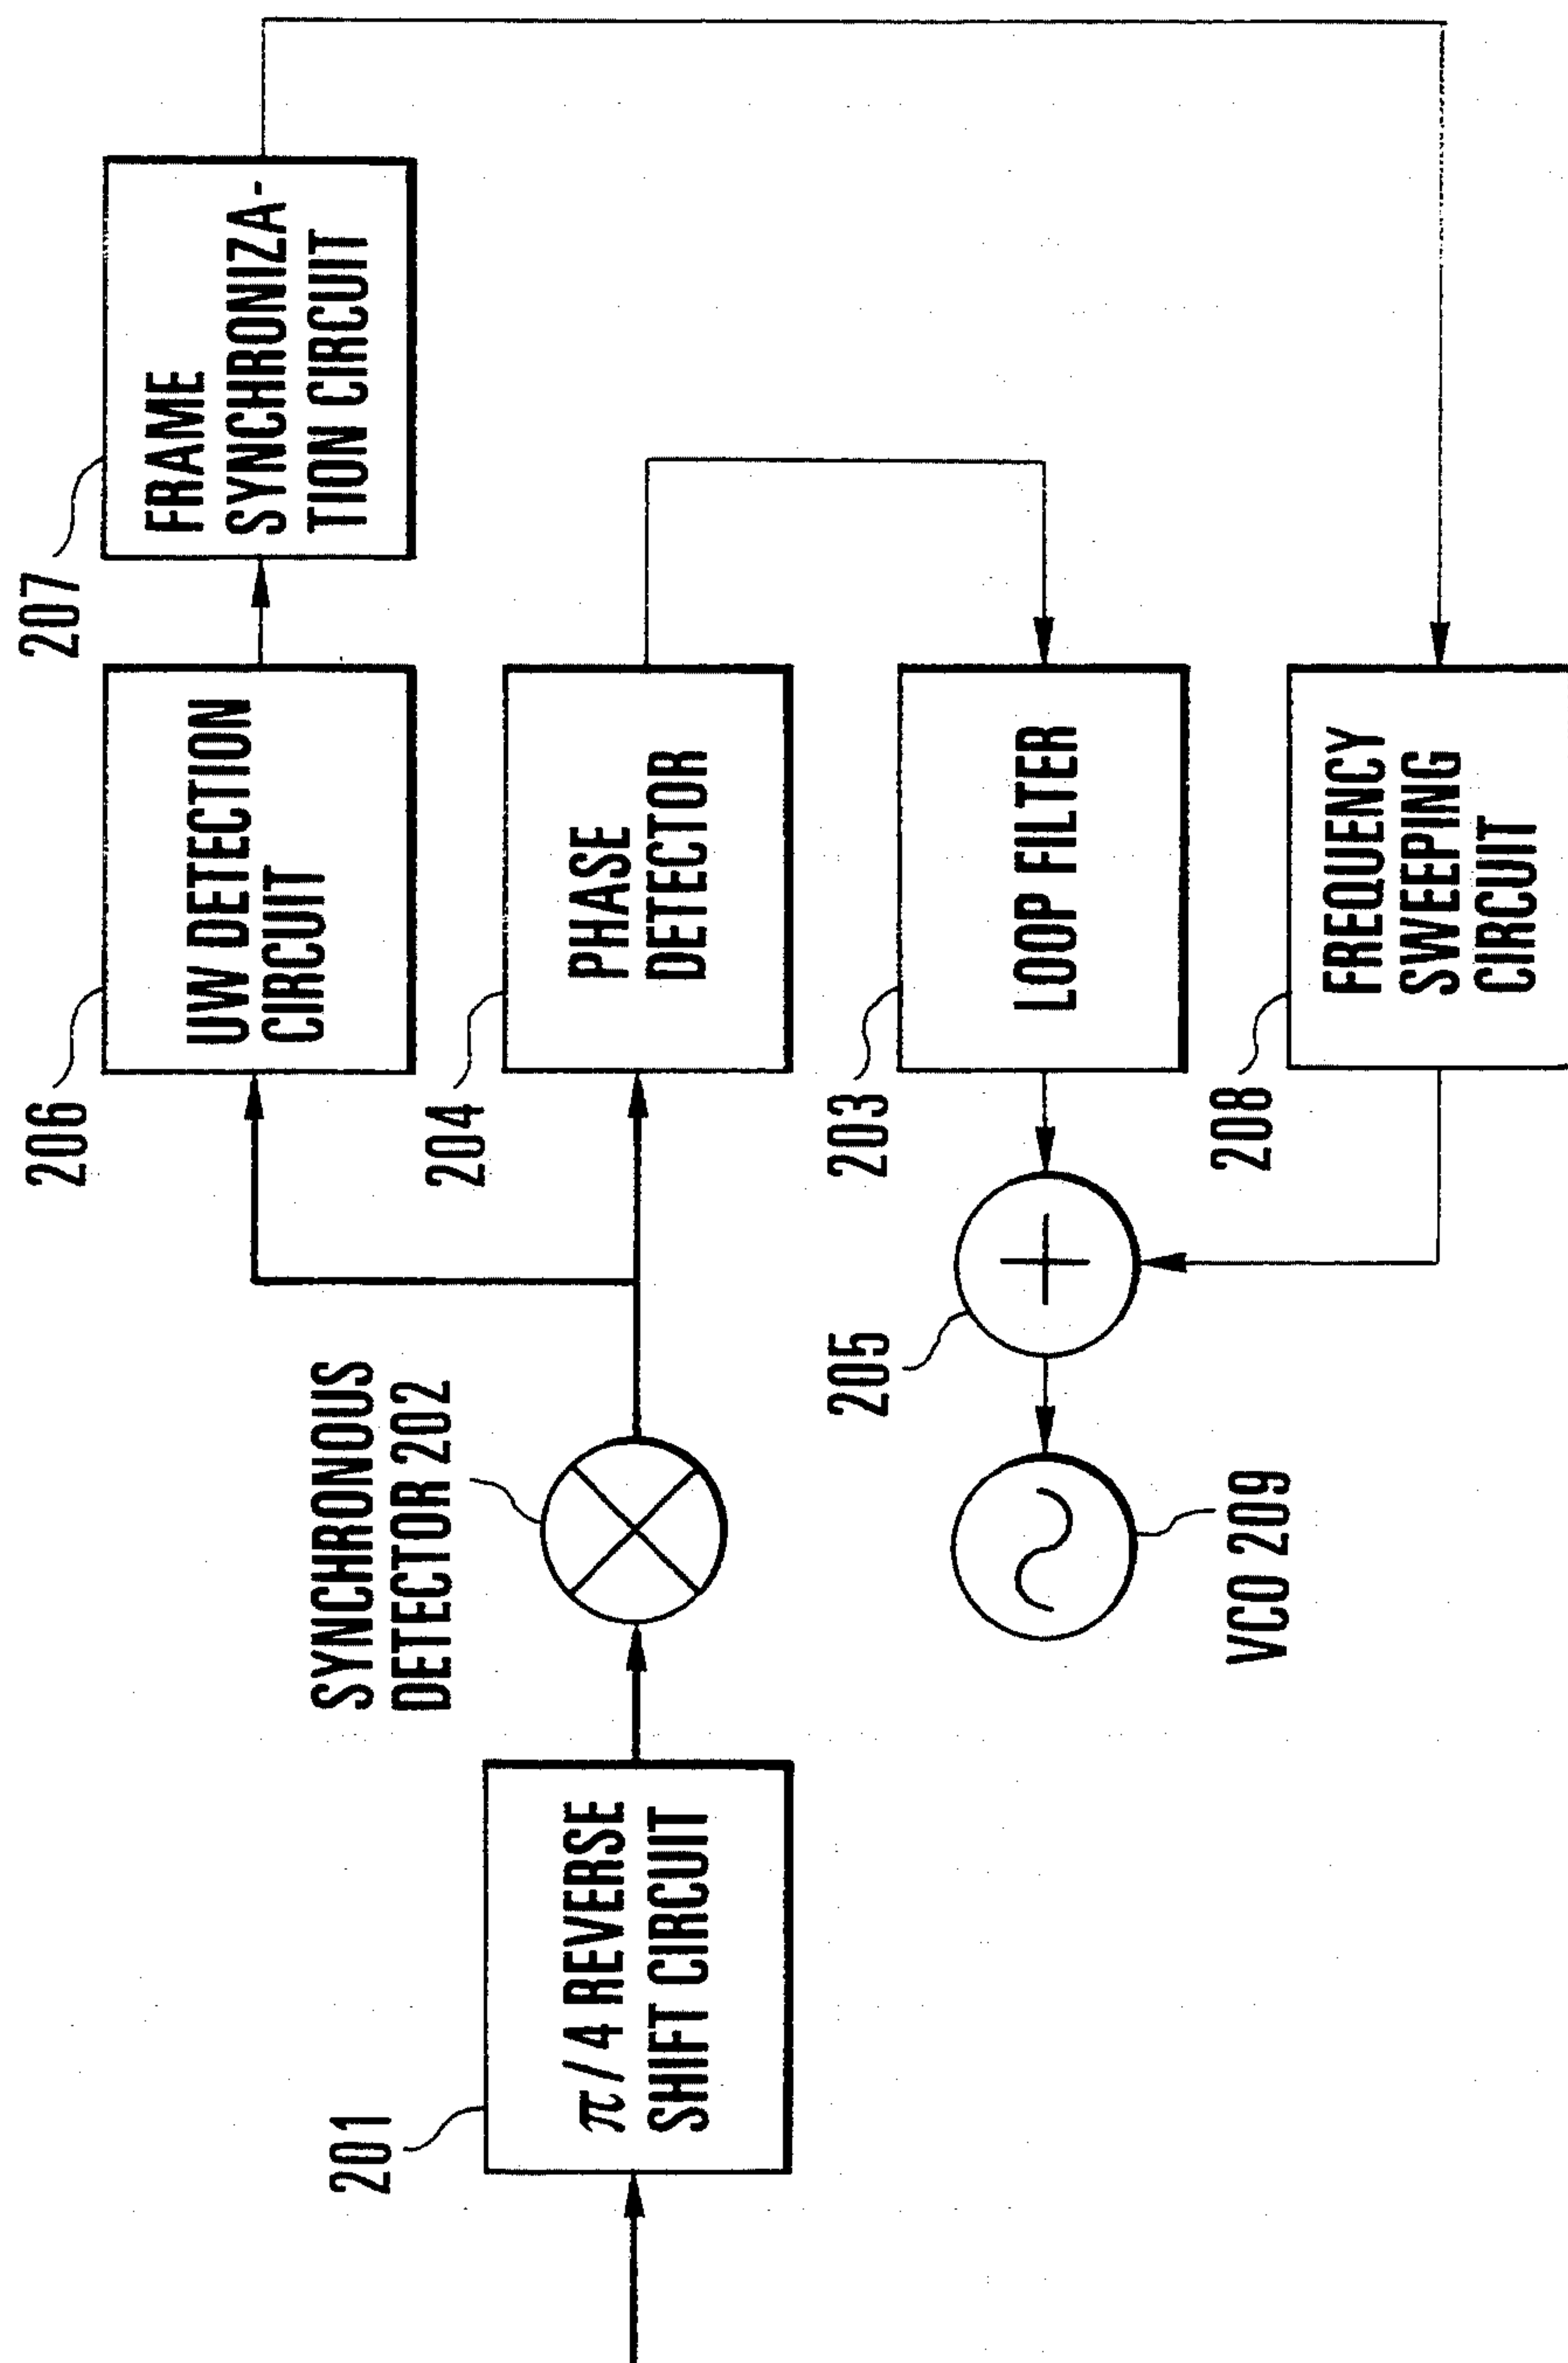 207
FRAME
SYNCHRONIZA-
TION CIRCUIT
206
UW DETECTION
CIRCUIT
SYNCHRONOUS
DETECTOR 202
204
PHASE
DETECTOR
201
π/4 REVERSE
SHIFT CIRCUIT
205
203
LOOP FILTER
VCO 209
208
FREQUENCY
SWEEPING
CIRCUIT